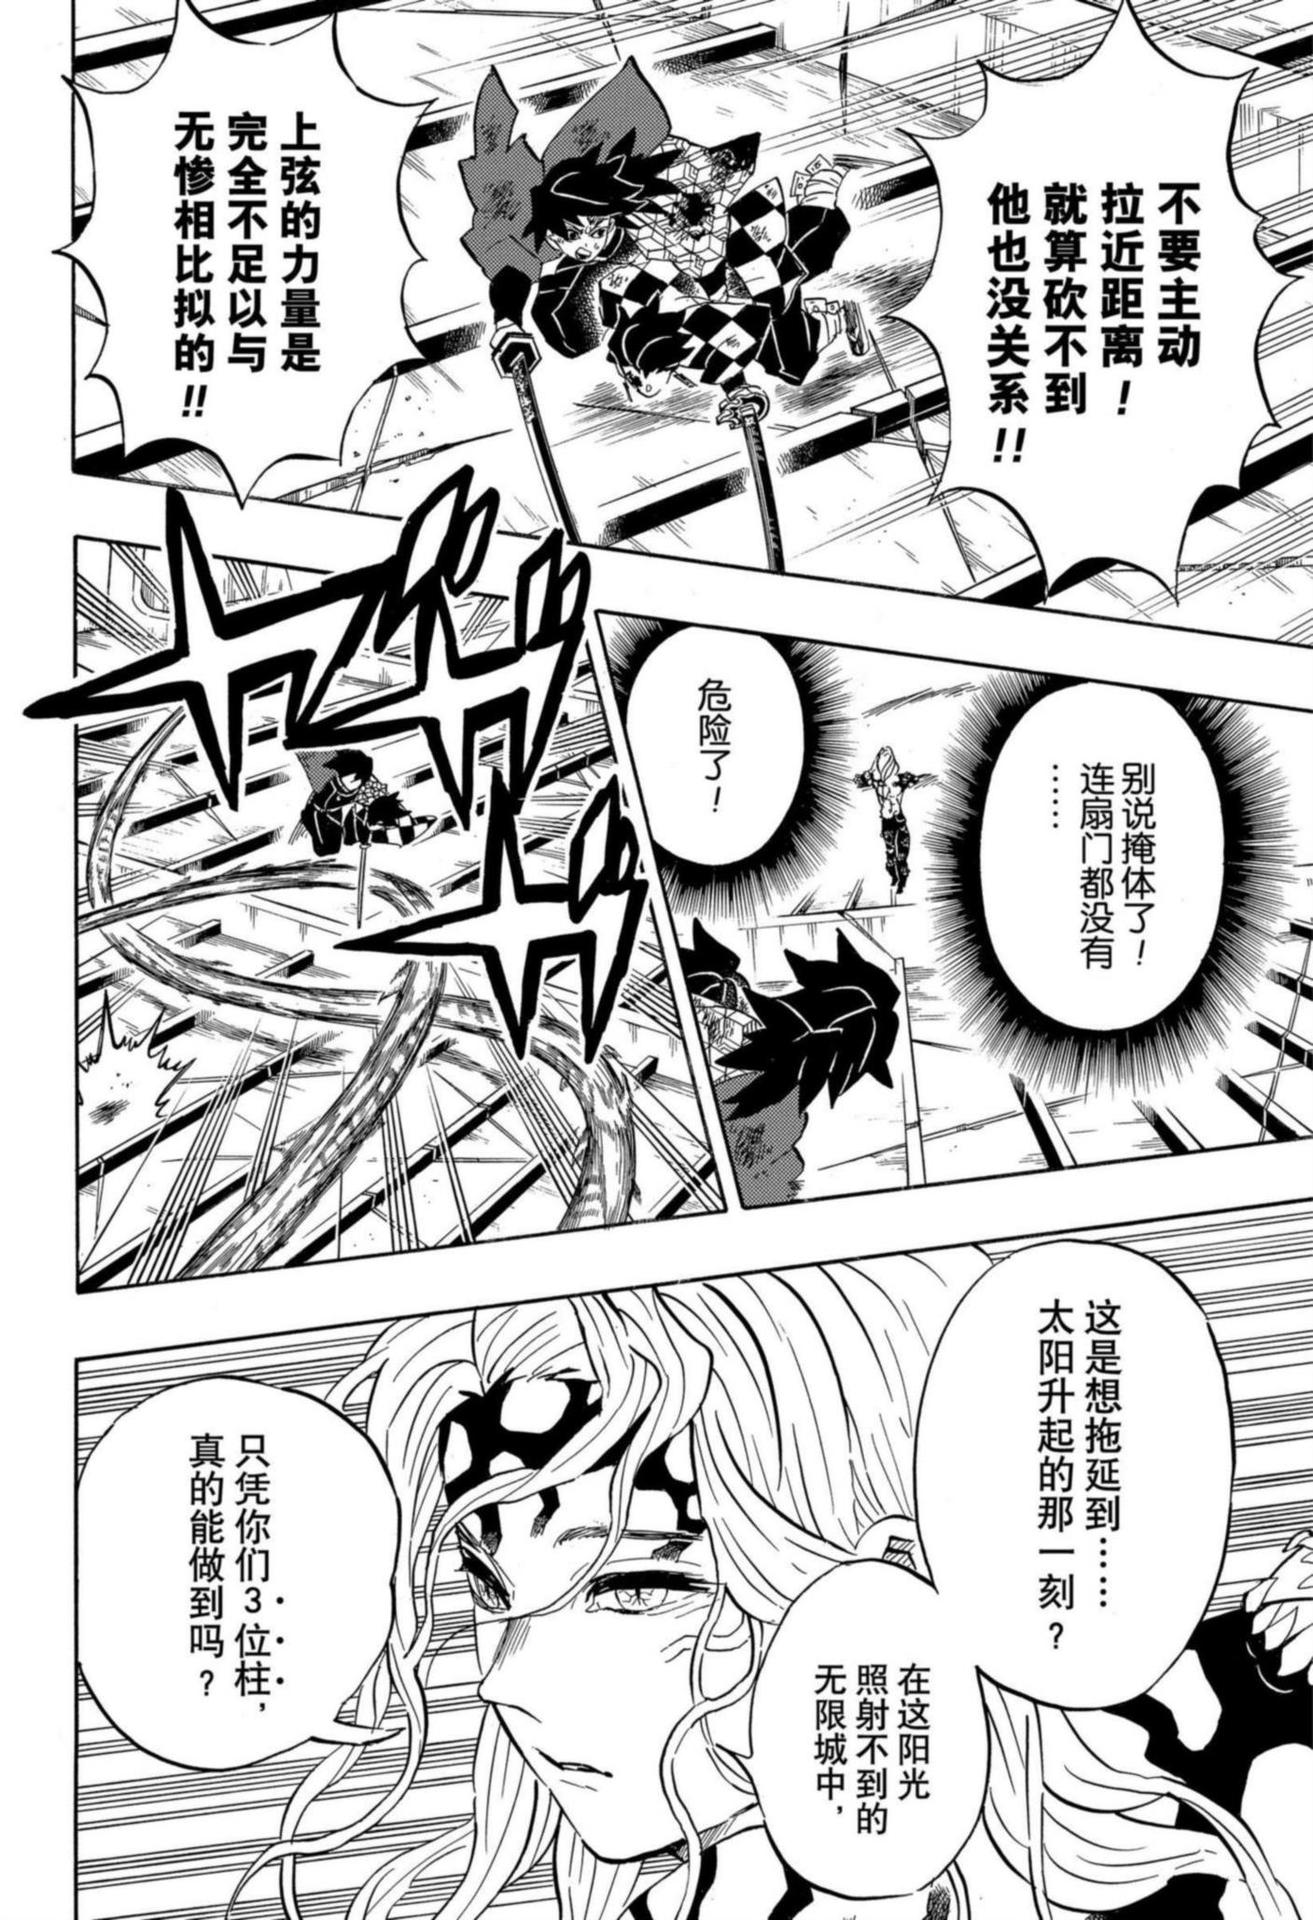 不要主动
拉近距离！
就算砍不到
他也没关系!!
上弦的力量是
完全不足以与
无惨相比拟的!!
别说掩体了！
连扇门都没有
……
危险了！
ザザザ
这是想拖延到……
太阳升起的那一刻？
在这阳光
照射不到的
无限城中，
只凭你们3位柱，
真的能做到吗？